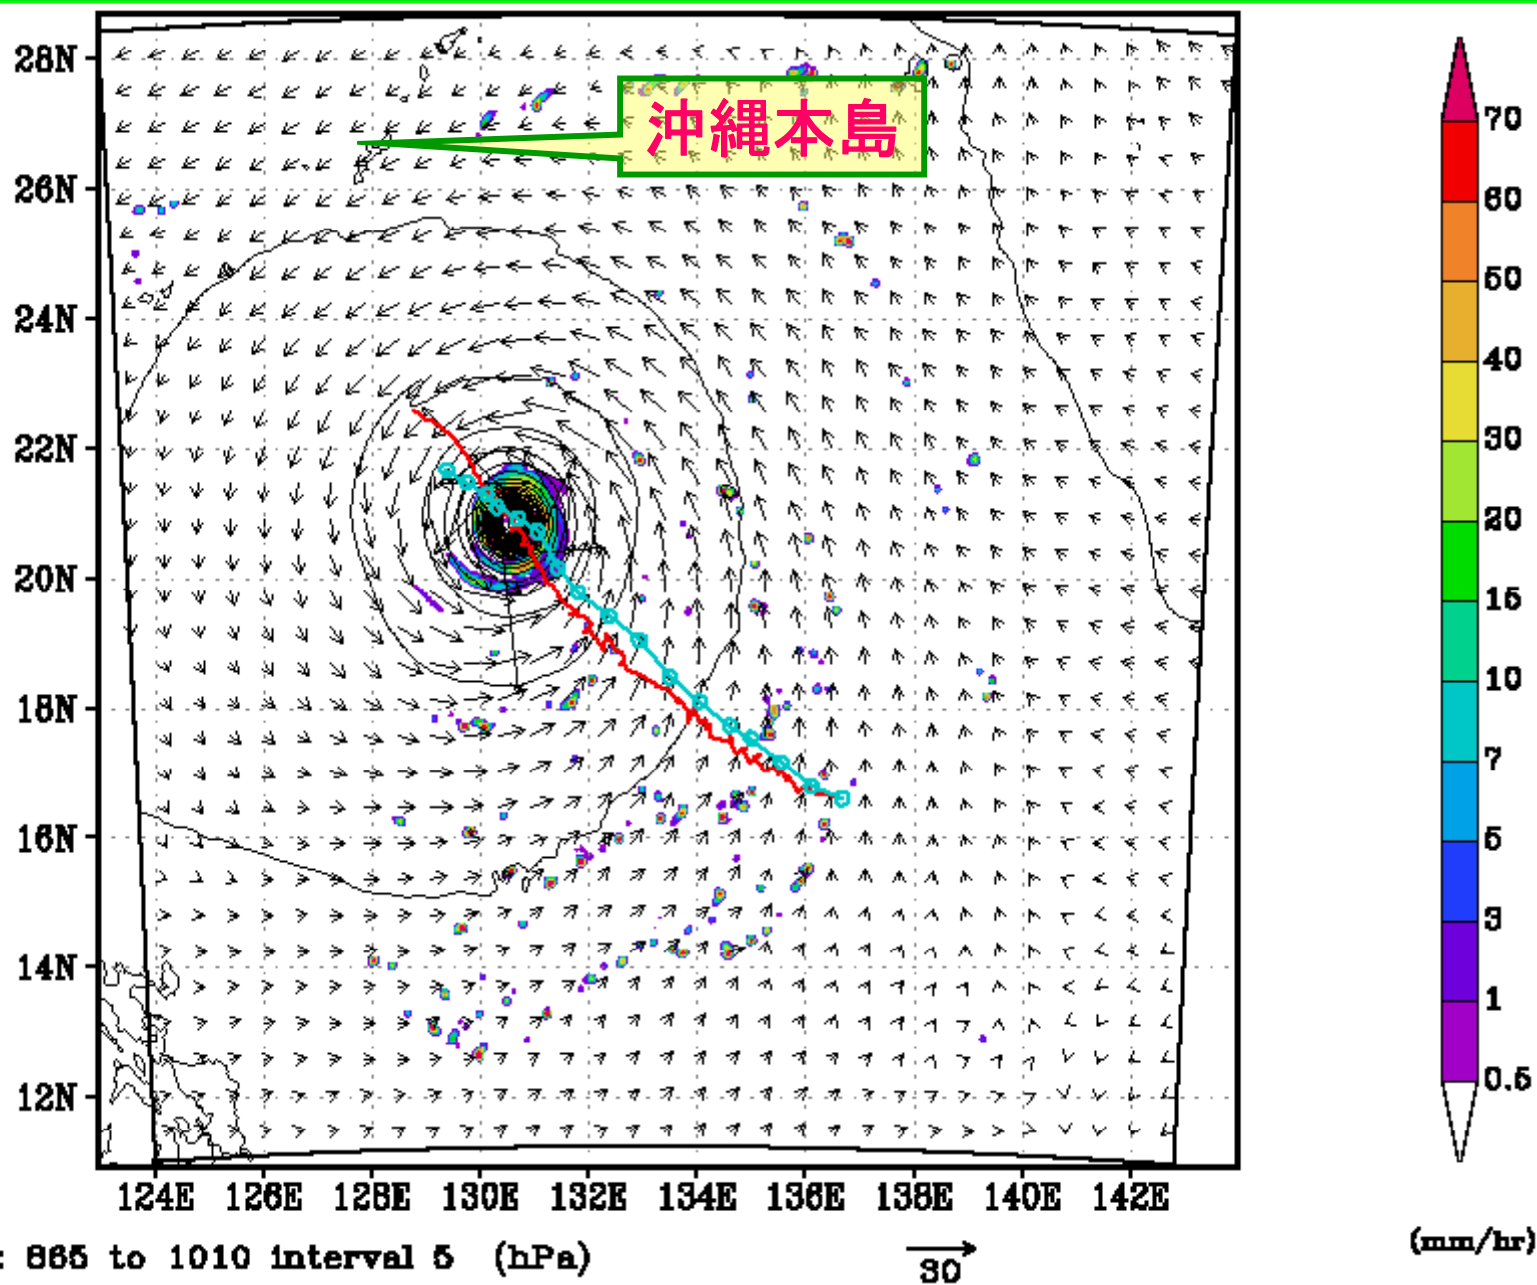 28N
沖縄本島
26N
24N
22N
20N
18N
16N
14N
12N
124E 126E 128E 130E 132E 134E 136E 138E 140E 142E
: 865 to 1010 interval 5 (hPa)
30
70
60
50
40
30
20
15
10
7
5
3
1
0.5
(mm/hr)